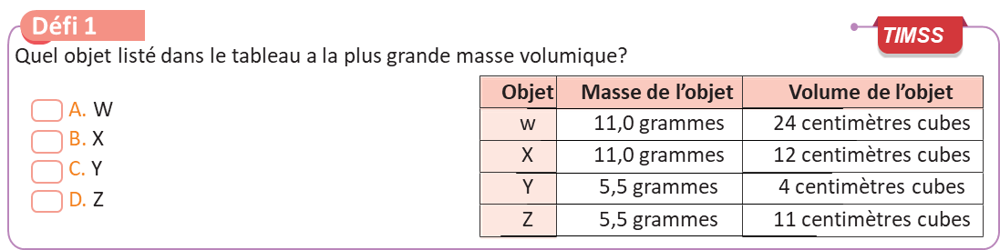 Défi 1
TIMSS
Quel objet listé dans le tableau a la plus grande masse volumique?
A. W
B. X
C. Y
D. Z
Objet Masse de l'objet Volume de l'objet
w 11,0 grammes 24 centimètres cubes
X 11,0 grammes 12 centimètres cubes
Y 5,5 grammes 4 centimètres cubes
Z 5,5 grammes 11 centimètres cubes